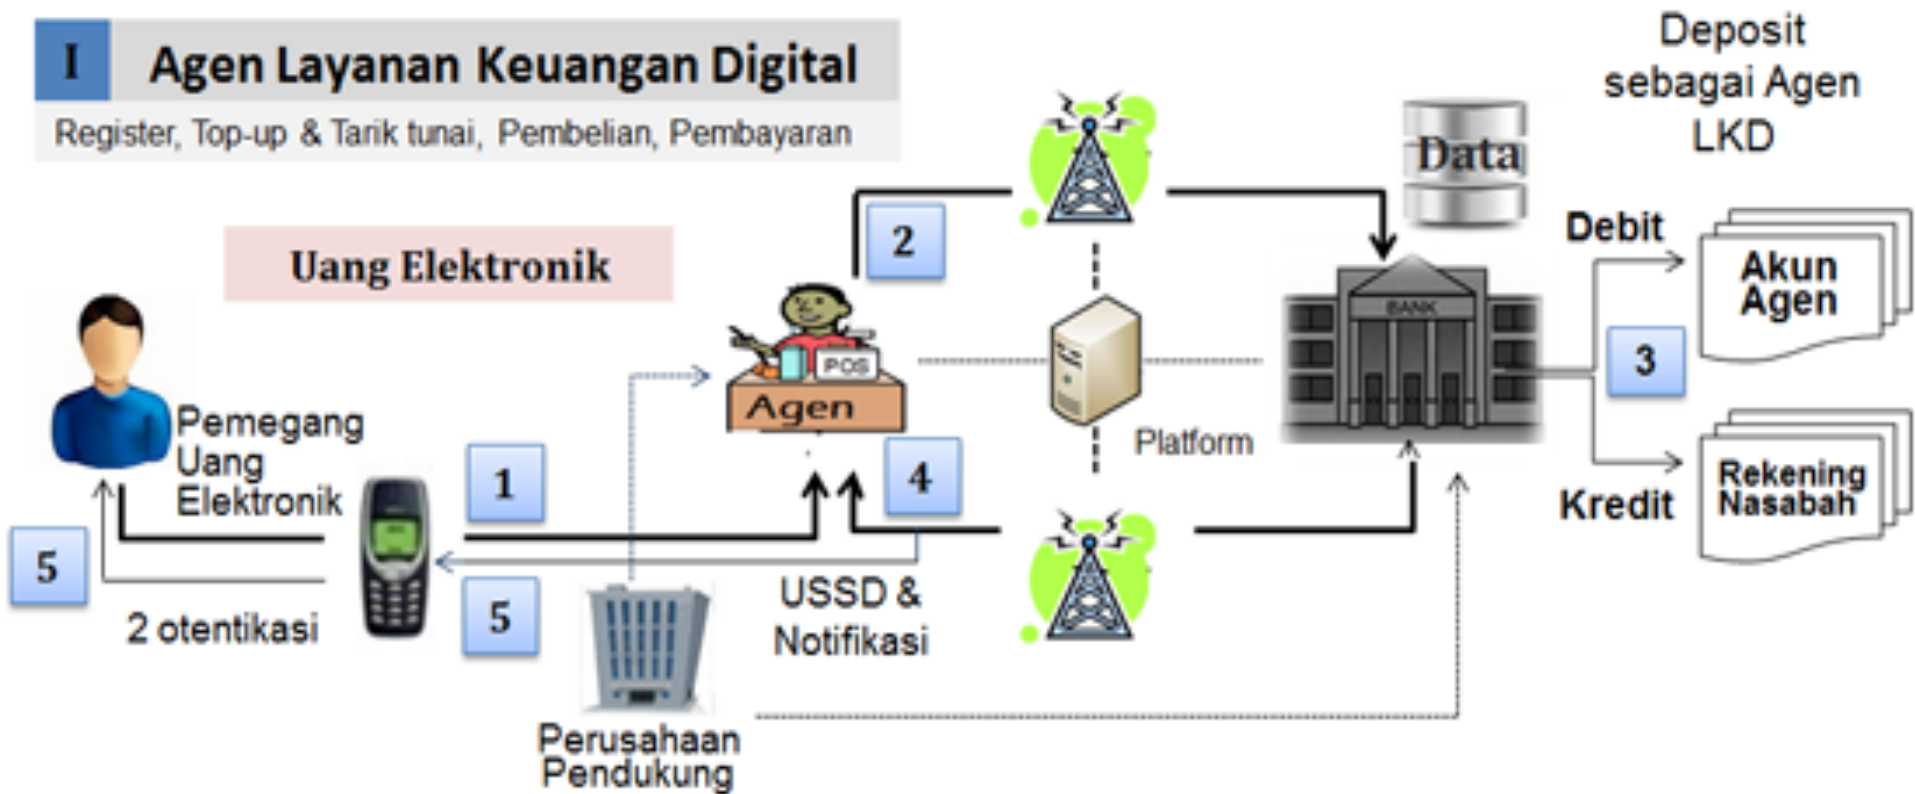 I
Agen Layanan Keuangan Digital
Register, Top-up & Tarik tunai, Pembelian, Pembayaran
Deposit
sebagai Agen
LKD
Data
Uang Elektronik
2
Debit
Akun
Agen
BANK
3
POS
Agen
Platform
Pemegang
Uang
Elektronik
1
4
Kredit
Rekening
Nasabah
5
5
2 otentikasi
USSD &
Notifikasi
Perusahaan
Pendukung